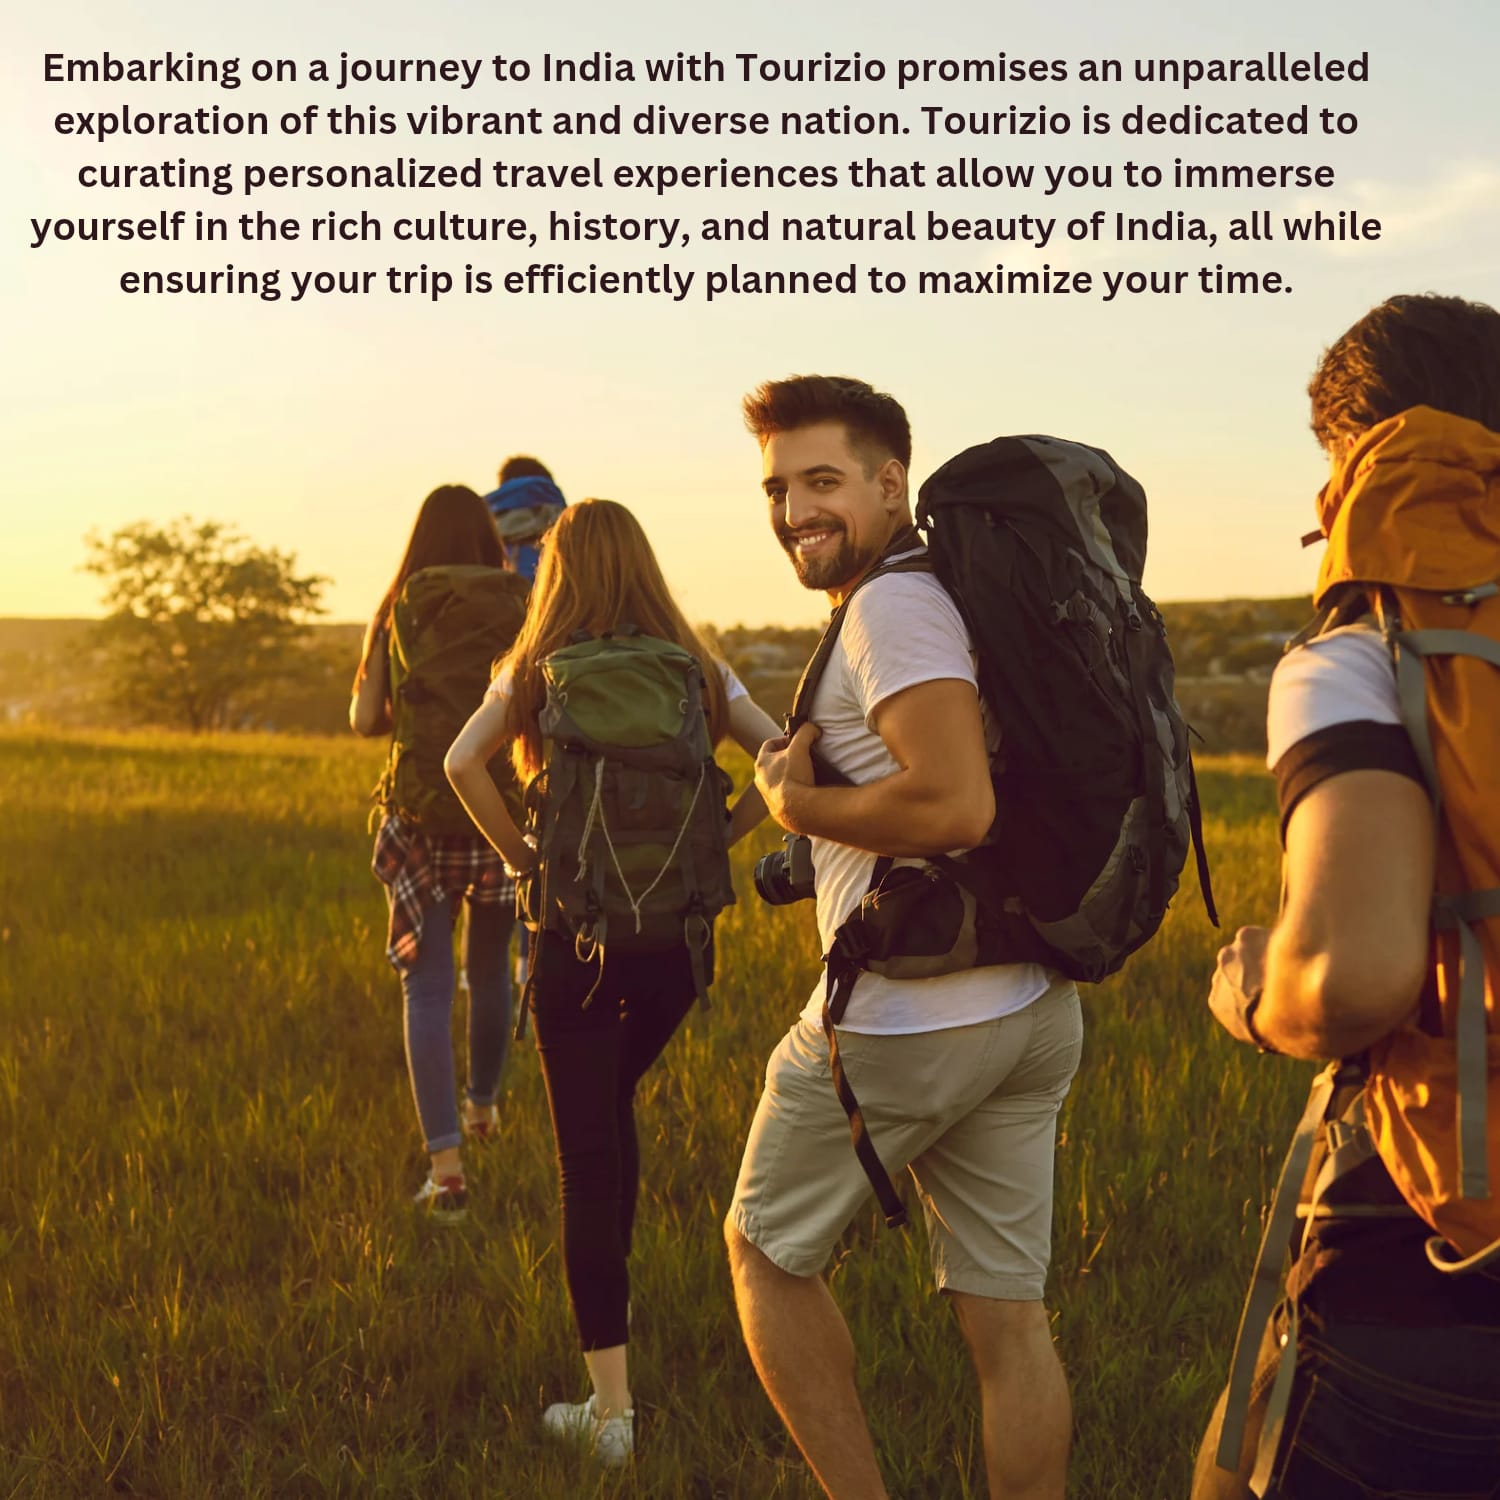 Embarking on a journey to India with Tourizio promises an unparalleled
exploration of this vibrant and diverse nation. Tourizio is dedicated to
curating personalized travel experiences that allow you to immerse
yourself in the rich culture, history, and natural beauty of India, all while
ensuring your trip is efficiently planned to maximize your time.